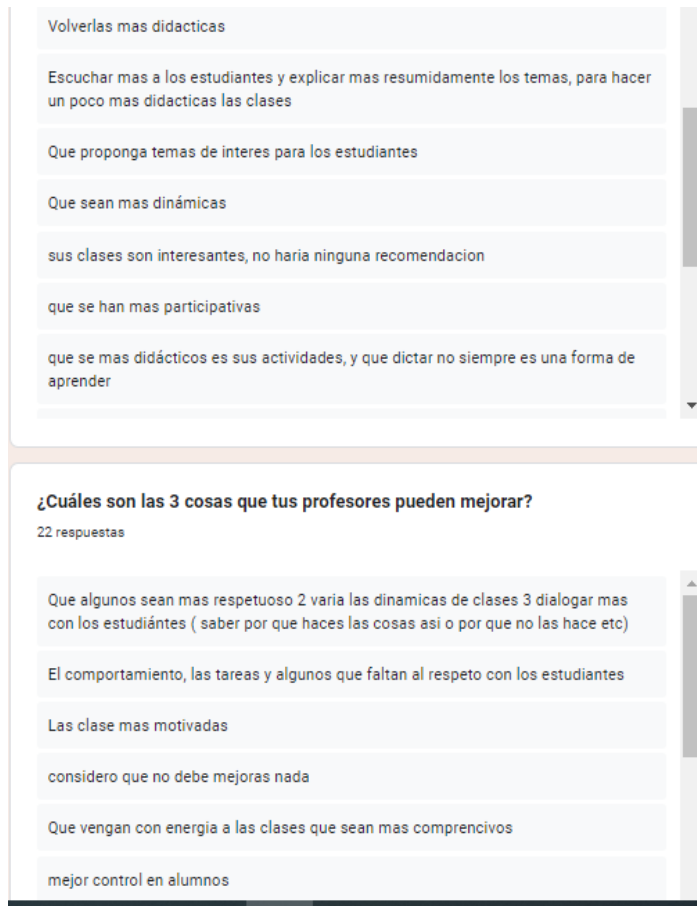 Volverlas mas didacticas
Escuchar mas a los estudiantes y explicar mas resumidamente los temas, para hacer
un poco mas didacticas las clases
Que proponga temas de interes para los estudiantes
Que sean mas dinámicas
sus clases son interesantes, no haria ninguna recomendacion
que se han mas participativas
que se mas didácticos es sus actividades, y que dictar no siempre es una forma de
aprender
¿Cuáles son las 3 cosas que tus profesores pueden mejorar?
22 respuestas
Que algunos sean mas respetuoso 2 varia las dinamicas de clases 3 dialogar mas
con los estudiántes ( saber por que haces las cosas asi o por que no las hace etc)
El comportamiento, las tareas y algunos que faltan al respeto con los estudiantes
Las clase mas motivadas
considero que no debe mejoras nada
Que vengan con energia a las clases que sean mas comprencivos
mejor control en alumnos